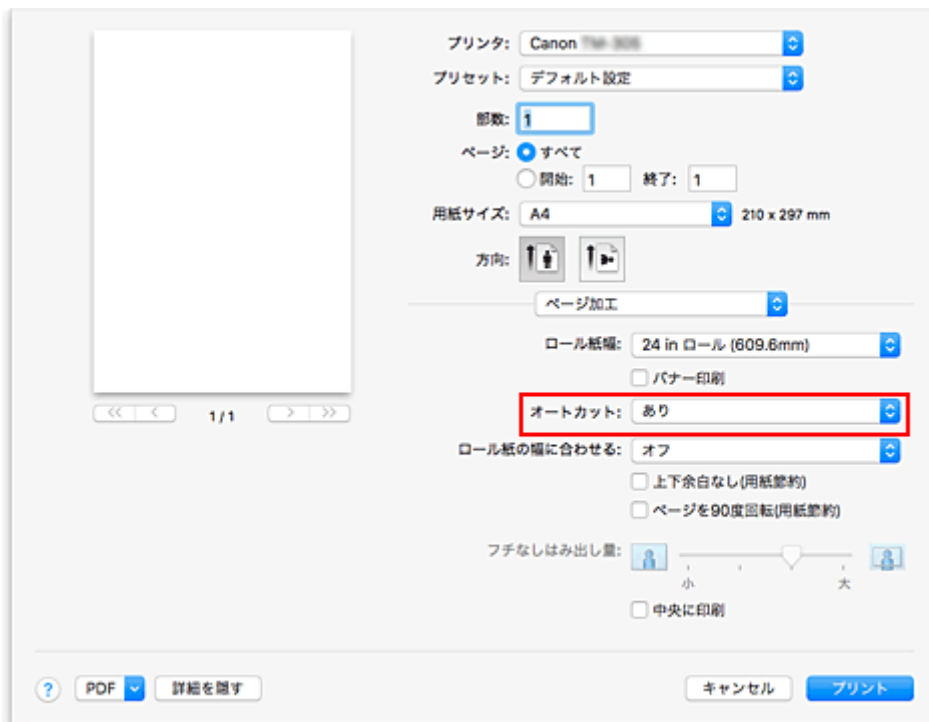 プリンタ: Canon
プリセット: デフォルト設定
部数: 1
ページ: すべて
開始: 1 終了: 1
用紙サイズ: A4 210 x 297 mm
方向:
ページ加工
ロール紙幅: 24 in ロール (609.6mm)
バナー印刷
<< < 1/1 > >>
オートカット: あり
ロール紙の幅に合わせる: オフ
上下余白なし(用紙節約)
ページを90度回転(用紙節約)
フチなしはみ出し量:
小 大
中央に印刷
? PDF 詳細を隠す キャンセル プリント